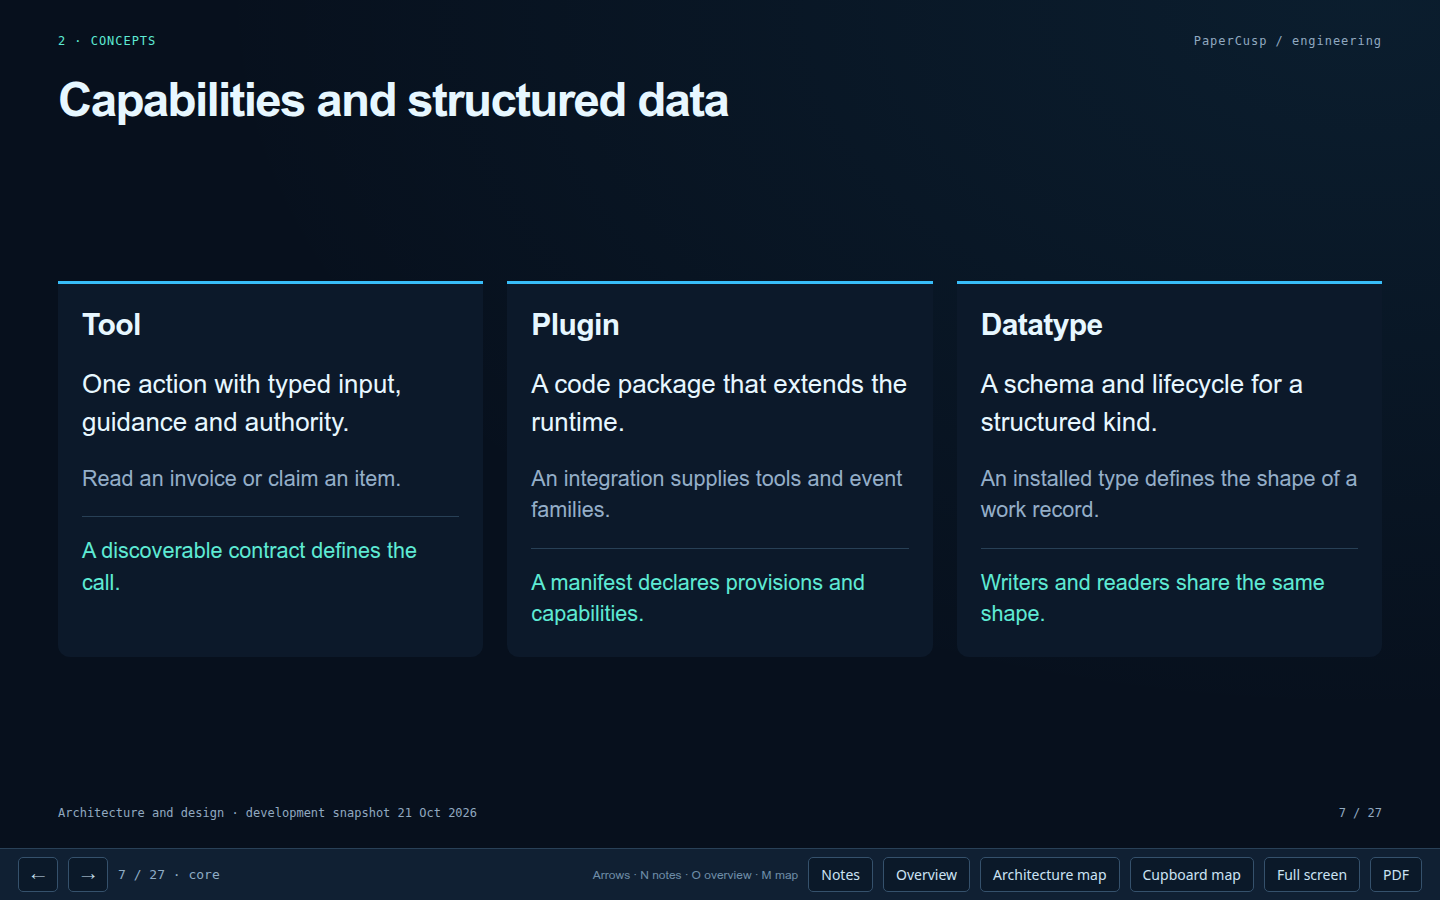 2 · CONCEPTS
PaperCusp / engineering
Capabilities and structured data
Tool
One action with typed input,
guidance and authority.
Read an invoice or claim an item.
A discoverable contract defines the
call.
Plugin
A code package that extends the
runtime.
An integration supplies tools and event
families.
A manifest declares provisions and
capabilities.
Datatype
A schema and lifecycle for a
structured kind.
An installed type defines the shape of a
work record.
Writers and readers share the same
shape.
Architecture and design · development snapshot 21 Oct 2026
7 / 27
← → 7 / 27 · core
Arrows · N notes · O overview · M map
Notes
Overview
Architecture map
Cupboard map
Full screen
PDF